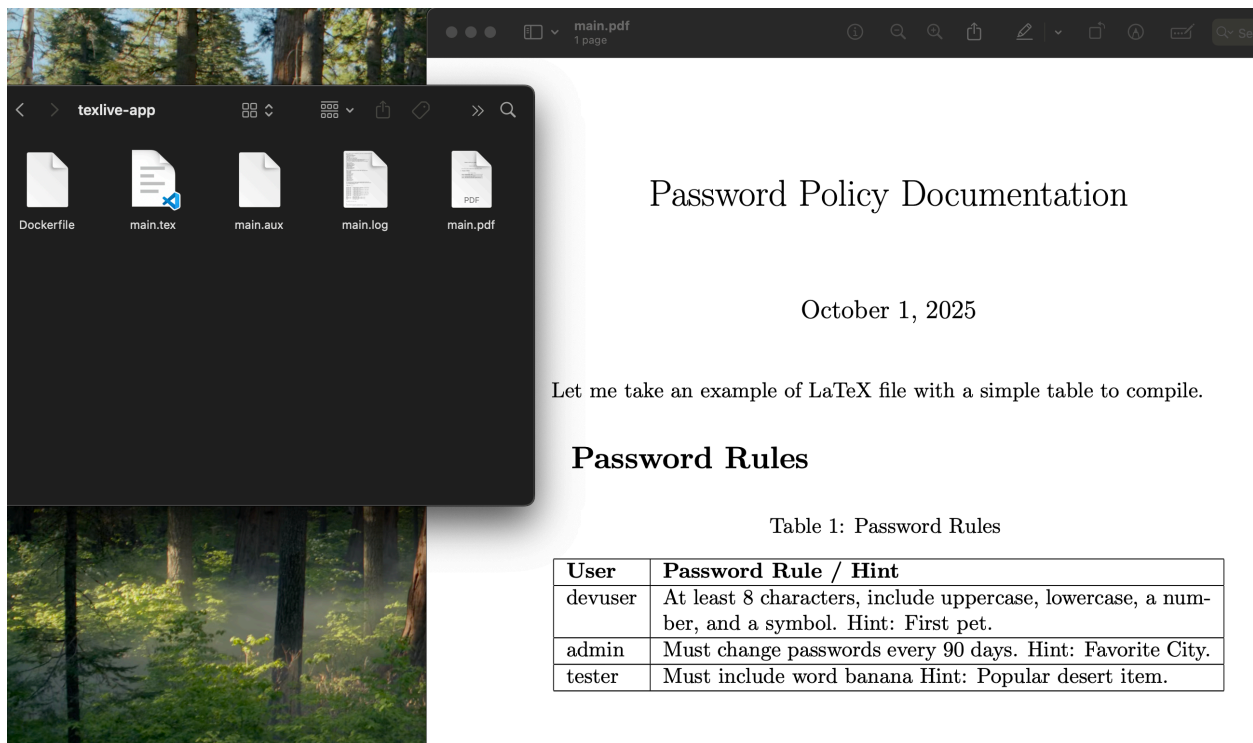 main.pdf
1 page
Se
texlive-app
Dockerfile
main.tex
main.aux
main.log
PDF
main.pdf
Password Policy Documentation
October 1, 2025
Let me take an example of LaTeX file with a simple table to compile.
Password Rules
Table 1: Password Rules
User Password Rule / Hint
devuser At least 8 characters, include uppercase, lowercase, a num-
ber, and a symbol. Hint: First pet.
admin Must change passwords every 90 days. Hint: Favorite City.
tester Must include word banana Hint: Popular desert item.